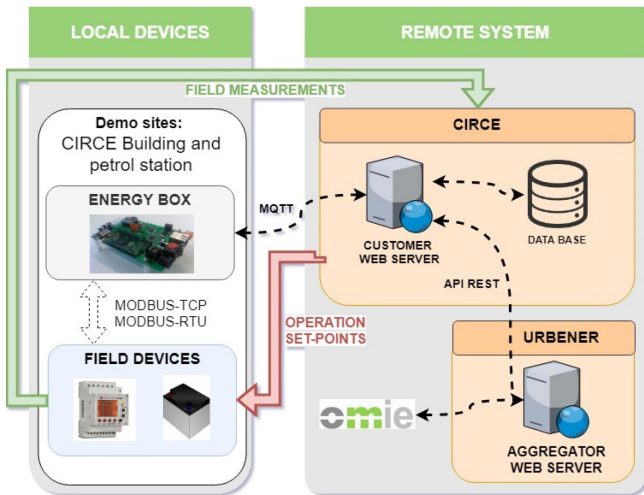 LOCAL DEVICES
REMOTE SYSTEM
FIELD MEASUREMENTS
Demo sites:
CIRCE Building and
petrol station
ENERGY BOX
MQTT
MODBUS-TCP
MODBUS-RTU
FIELD DEVICES
OPERATION
SET-POINTS
CIRCE
CUSTOMER
WEB SERVER
DATA BASE
API REST
URBENER
AGGREGATOR
WEB SERVER
omie